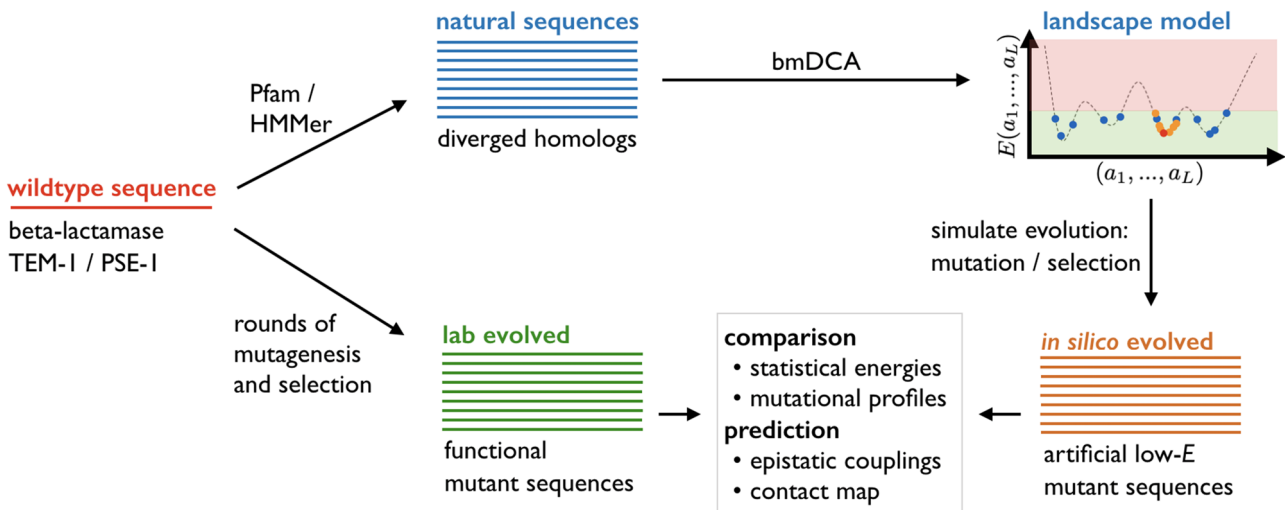 natural sequences
diverged homologs
Pfam /
HMMer
bmDCA
landscape model
E(a₁, ..., a_L)
(a₁, ..., a_L)
wildtype sequence
beta-lactamase
TEM-1 / PSE-1
rounds of
mutagenesis
and selection
simulate evolution:
mutation / selection
lab evolved
functional
mutant sequences
comparison
• statistical energies
• mutational profiles
prediction
• epistatic couplings
• contact map
in silico evolved
artificial low-E
mutant sequences